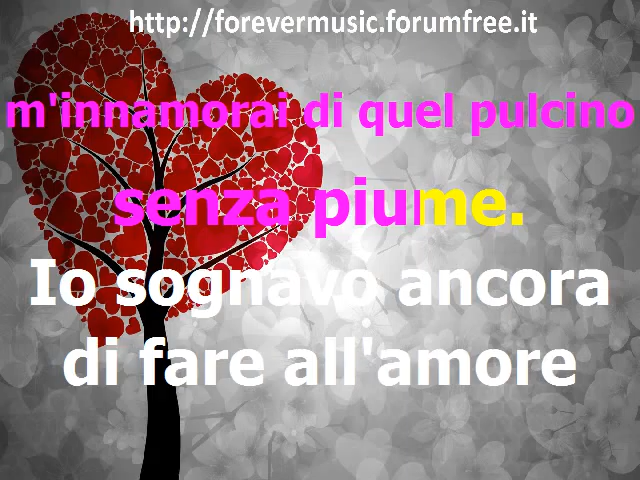 http://forevermusic.forumfree.it
m'innamorai di quel pulcino
senza piume.
Io sognavo ancora
di fare all'amore